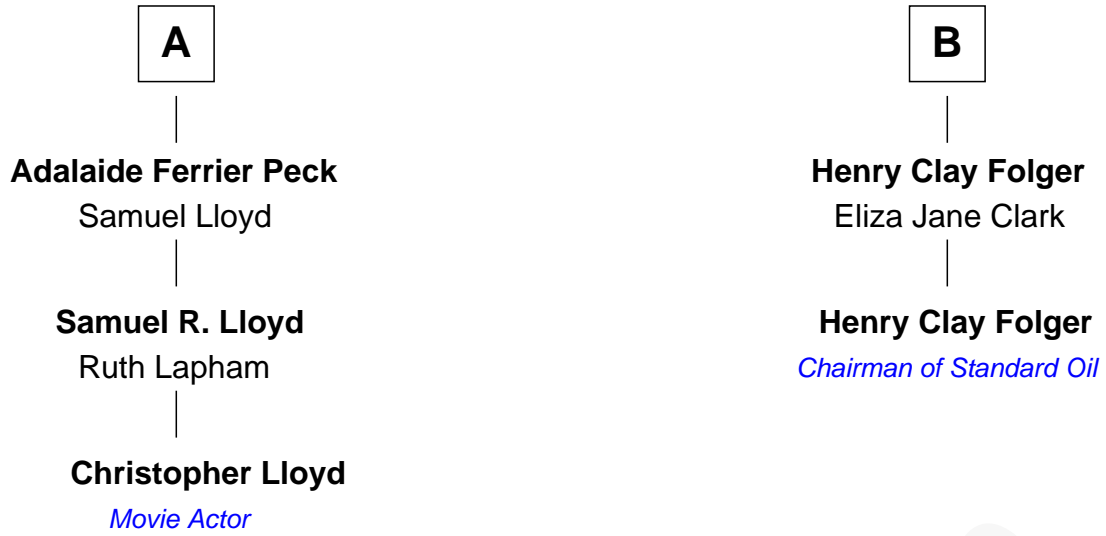 A
Adalaide Ferrier Peck
Samuel Lloyd
Samuel R. Lloyd
Ruth Lapham
Christopher Lloyd
Movie Actor
B
Henry Clay Folger
Eliza Jane Clark
Henry Clay Folger
Chairman of Standard Oil